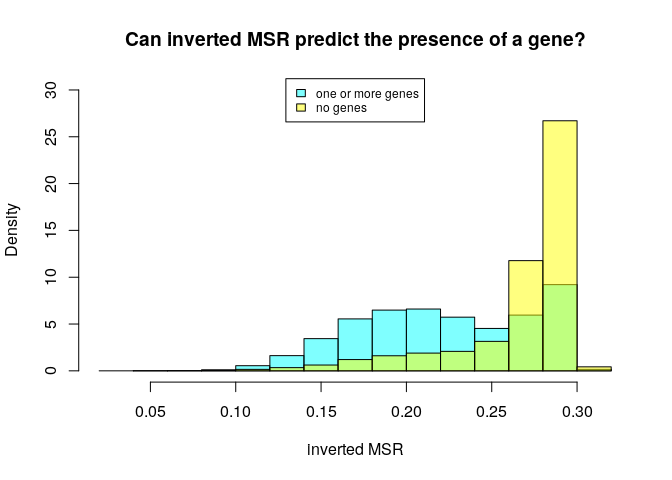 Can inverted MSR predict the presence of a gene?
one or more genes
no genes
Density
30
25
20
15
10
5
0
0.05 0.10 0.15 0.20 0.25 0.30
inverted MSR